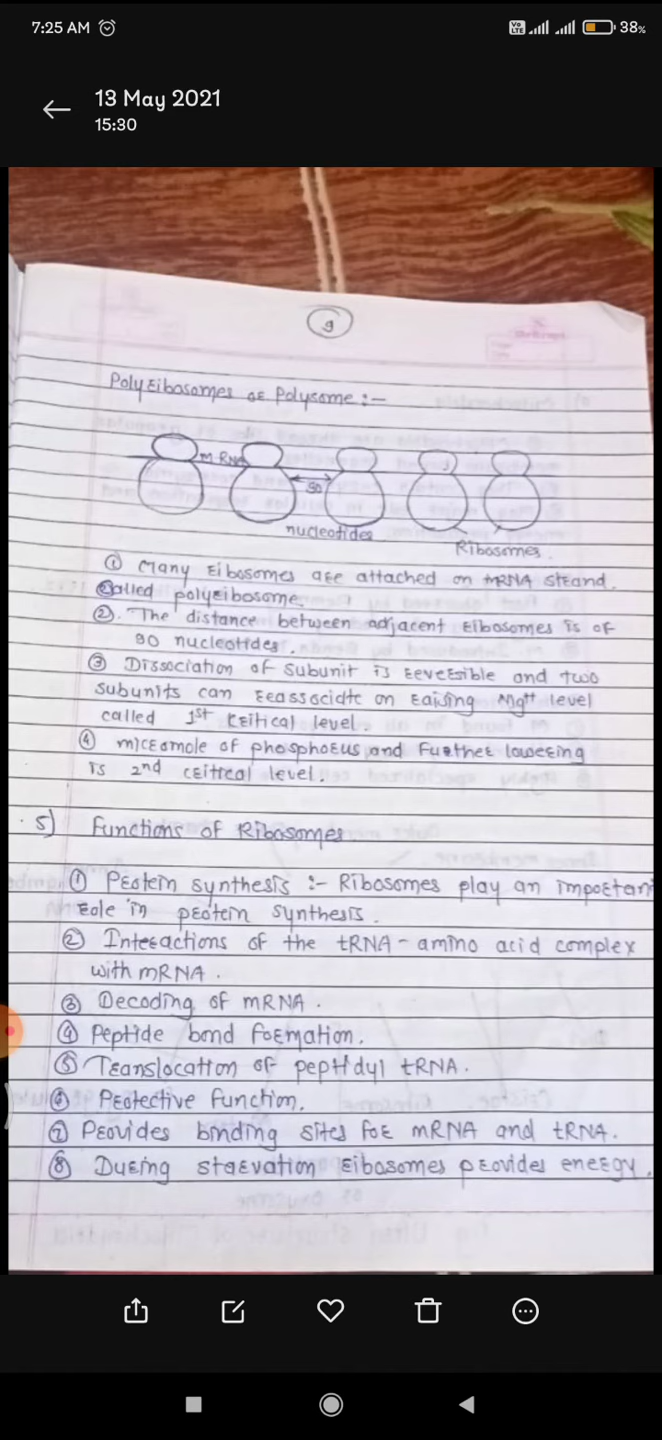 7:25 AM
Vo LTE
38%
13 May 2021
15:30
9
Polyribosomes or Polysome :-
m-RNA
90
nucleotides
Ribosomes.
① Many ribosomes are attached on mRNA strand.
Called polyribosome.
②. The distance between adjacent ribosomes is of
90 nucleotides.
③ Dissociation of subunit is reversible and two
subunits can reassociate on raising Mg++ level
called 1st critical level.
④ micromole of phosphorus and further lowering
is 2nd critical level.
5) Functions of Ribosomes
① Protein synthesis :- Ribosomes play an importan
role in protein synthesis.
② Interactions of the tRNA - amino acid complex
with mRNA.
③ Decoding of mRNA.
④ Peptide bond formation.
⑤ Translocation of peptidyl tRNA.
⑥ Protective function.
⑦ Provides binding sites for mRNA and tRNA.
⑧ During starvation ribosomes provides energy.